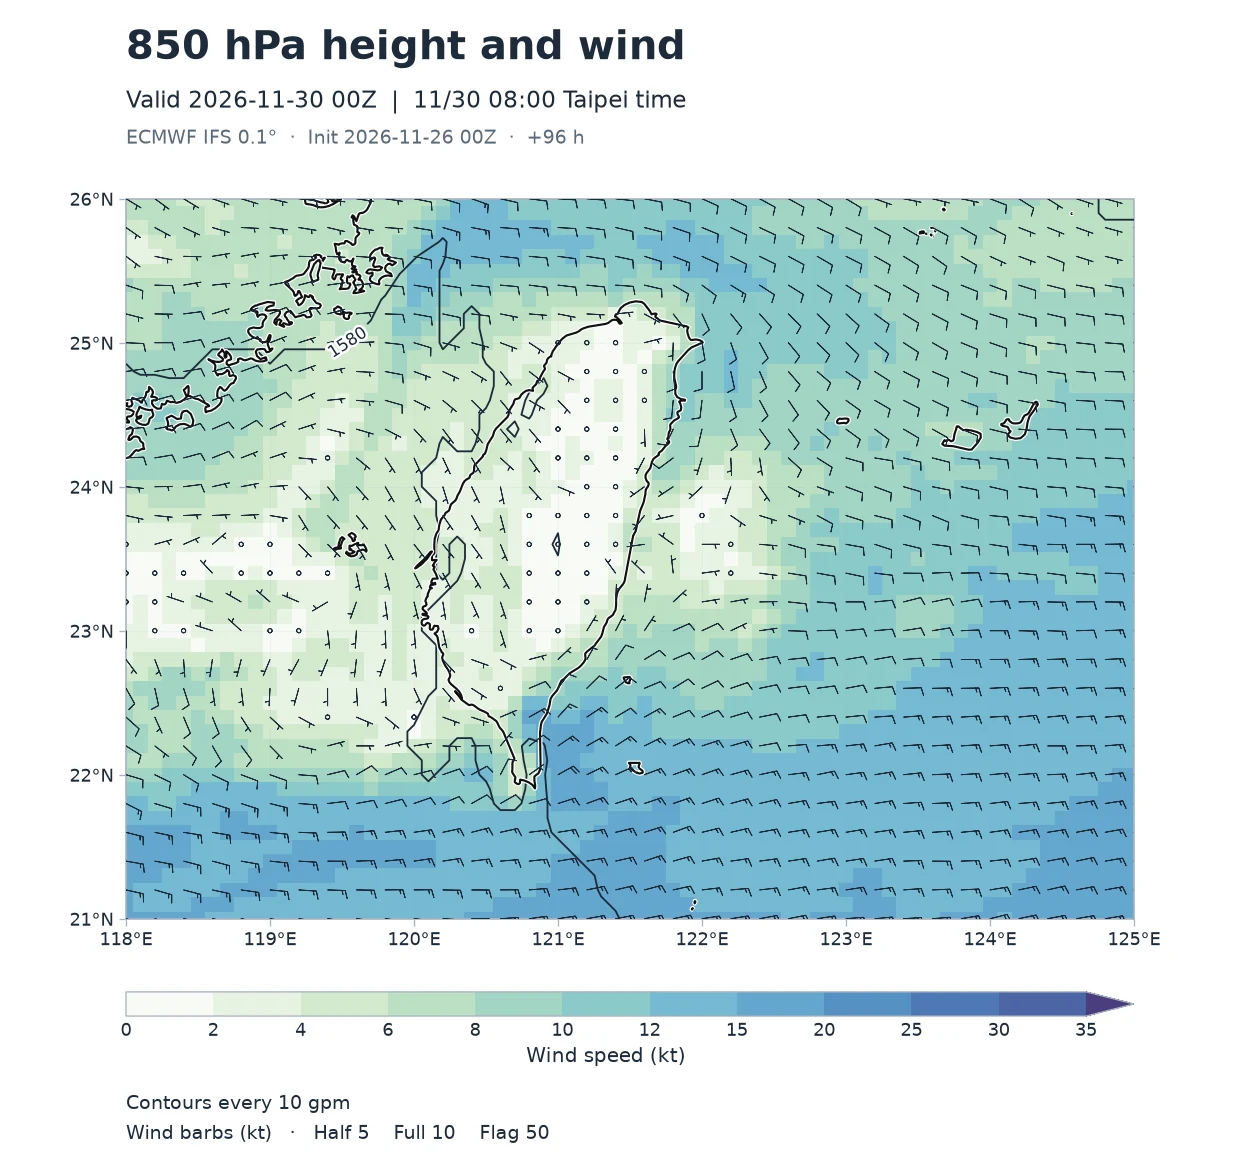 850 hPa height and wind
Valid 2026-11-30 00Z | 11/30 08:00 Taipei time
ECMWF IFS 0.1° · Init 2026-11-26 00Z · +96 h
26°N
25°N
24°N
23°N
22°N
21°N
1580
118°E 119°E 120°E 121°E 122°E 123°E 124°E 125°E
0 2 4 6 8 10 12 15 20 25 30 35
Wind speed (kt)
Contours every 10 gpm
Wind barbs (kt) · Half 5 Full 10 Flag 50